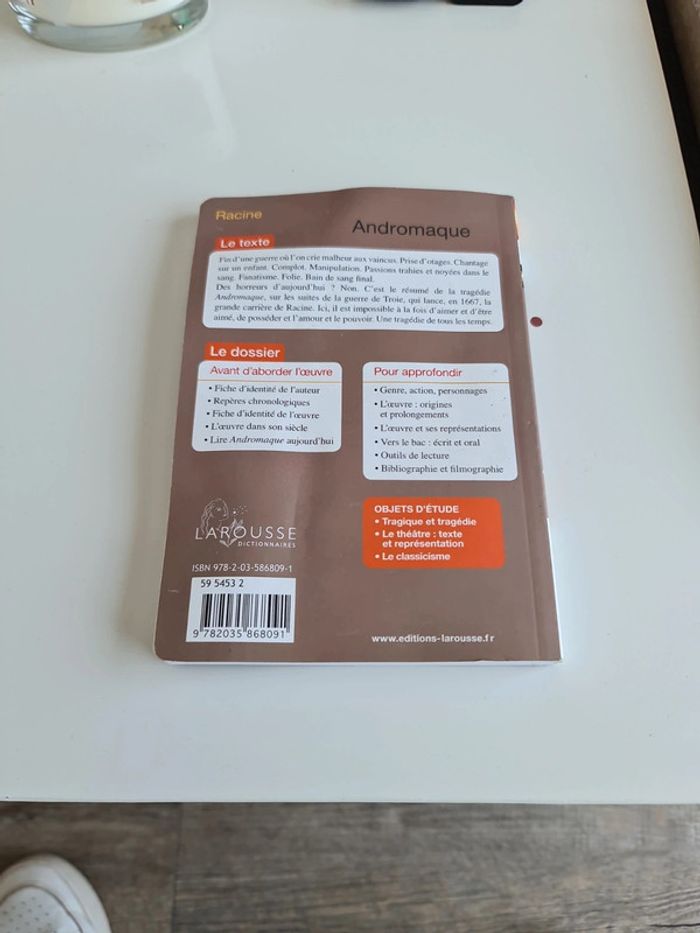 Racine
Andromaque
Le texte
Fin d'une guerre où l'on crie malheur aux vaincus. Prise d'otages. Chantage
sur un enfant. Complot. Manipulation. Passions trahies et noyées dans le
sang. Fanatisme. Folie. Bain de sang final.
Des horreurs d'aujourd'hui ? Non. C'est le résumé de la tragédie
Andromaque, sur les suites de la guerre de Troie, qui lance, en 1667, la
grande carrière de Racine. Ici, il est impossible à la fois d'aimer et d'être
aimé, de posséder et l'amour et le pouvoir. Une tragédie de tous les temps.
Le dossier
Avant d'aborder l'œuvre
• Fiche d'identité de l'auteur
• Repères chronologiques
• Fiche d'identité de l'œuvre
• L'œuvre dans son siècle
• Lire Andromaque aujourd'hui
Pour approfondir
• Genre, action, personnages
• L'œuvre : origines
et prolongements
• L'œuvre et ses représentations
• Vers le bac : écrit et oral
• Outils de lecture
• Bibliographie et filmographie
OBJETS D'ÉTUDE
• Tragique et tragédie
• Le théâtre : texte
et représentation
• Le classicisme
LAROUSSE
DICTIONNAIRES
ISBN 978-2-03-586809-1
59 5453 2
9 782035 868091
www.editions-larousse.fr